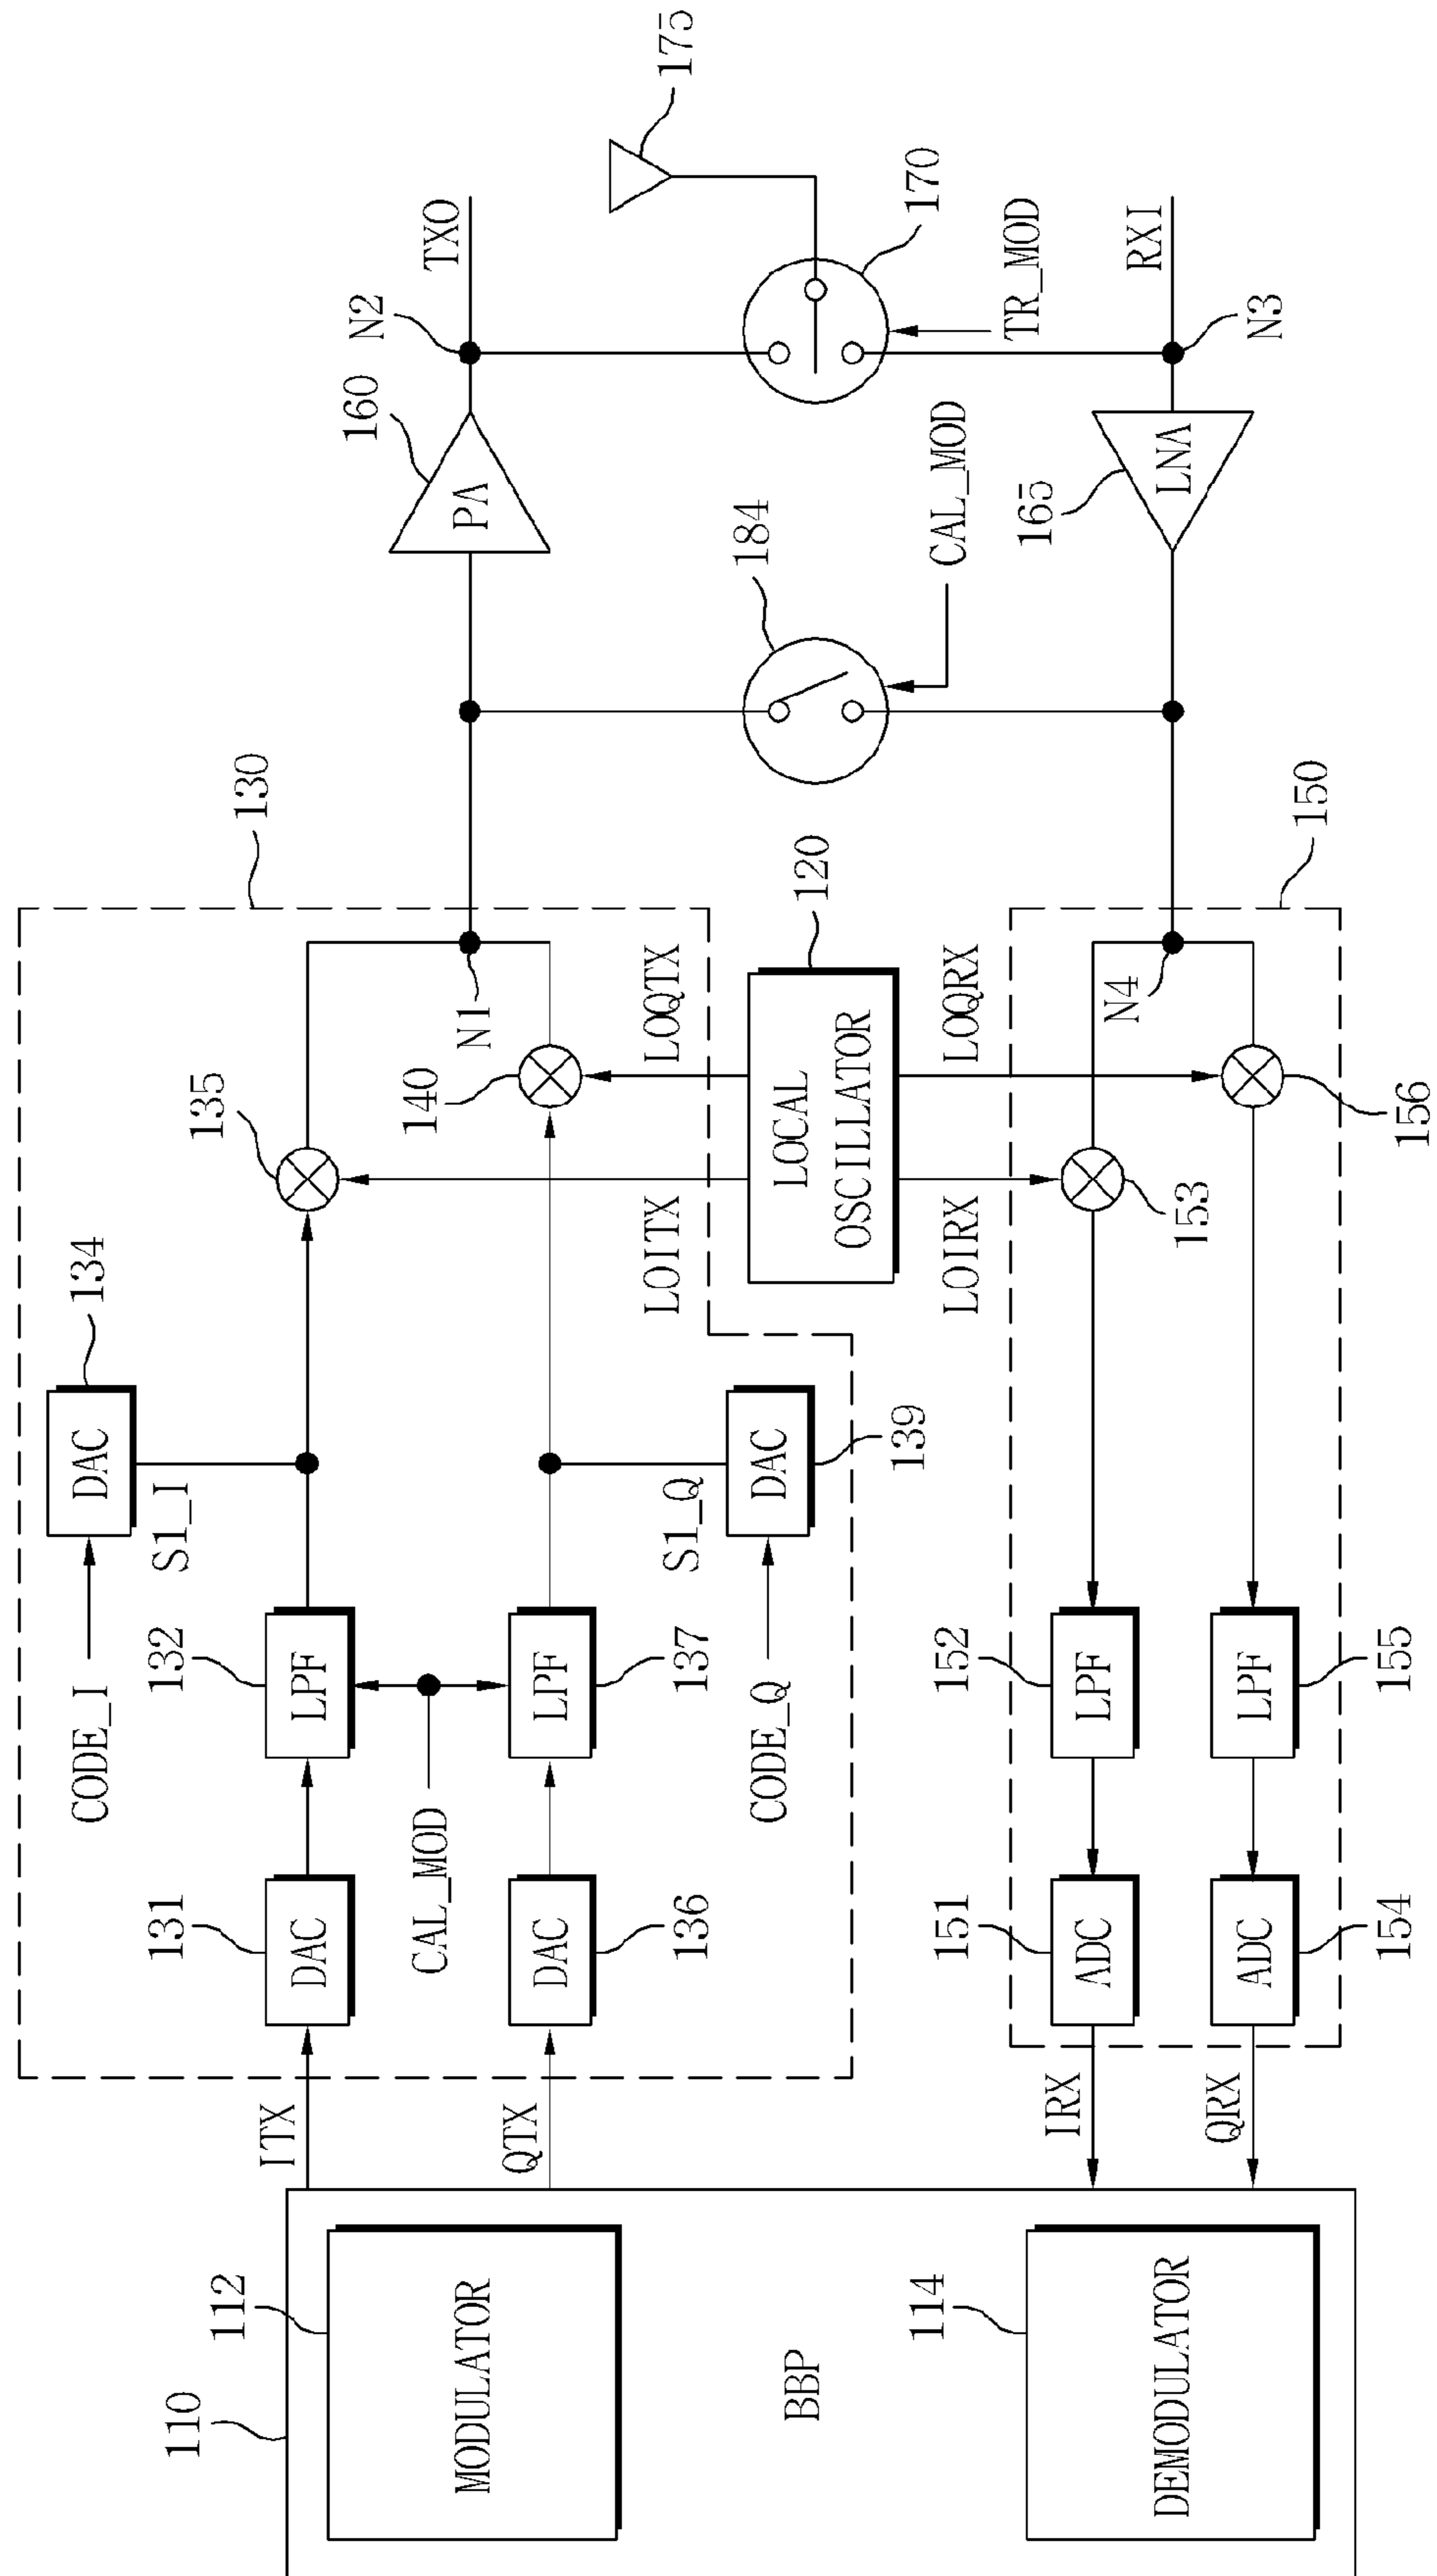 110
112
MODULATOR
BBP
114
DEMODULATOR
ITX
QTX
IRX
QRX
130
131
DAC
132
LPF
CODE_I
134
DAC
S1_I
135
CAL_MOD
136
DAC
137
LPF
CODE_Q
139
DAC
S1_Q
140
N1
LOITX
LOQTX
120
LOCAL
OSCILLATOR
LOIRX
LOQRX
150
151
ADC
152
LPF
153
154
ADC
155
LPF
156
N4
184
CAL_MOD
160
PA
N2
TXO
165
LNA
N3
RXI
170
TR_MOD
175